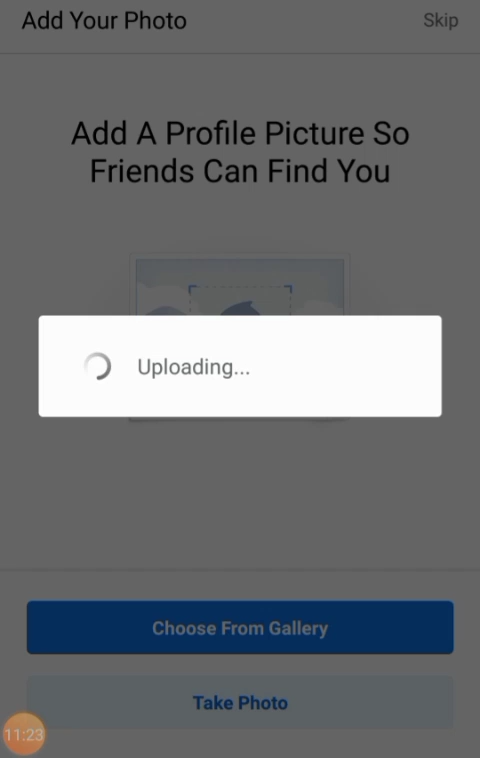 Add Your Photo
Skip
Add A Profile Picture So
Friends Can Find You
Uploading...
Choose From Gallery
Take Photo
11:23